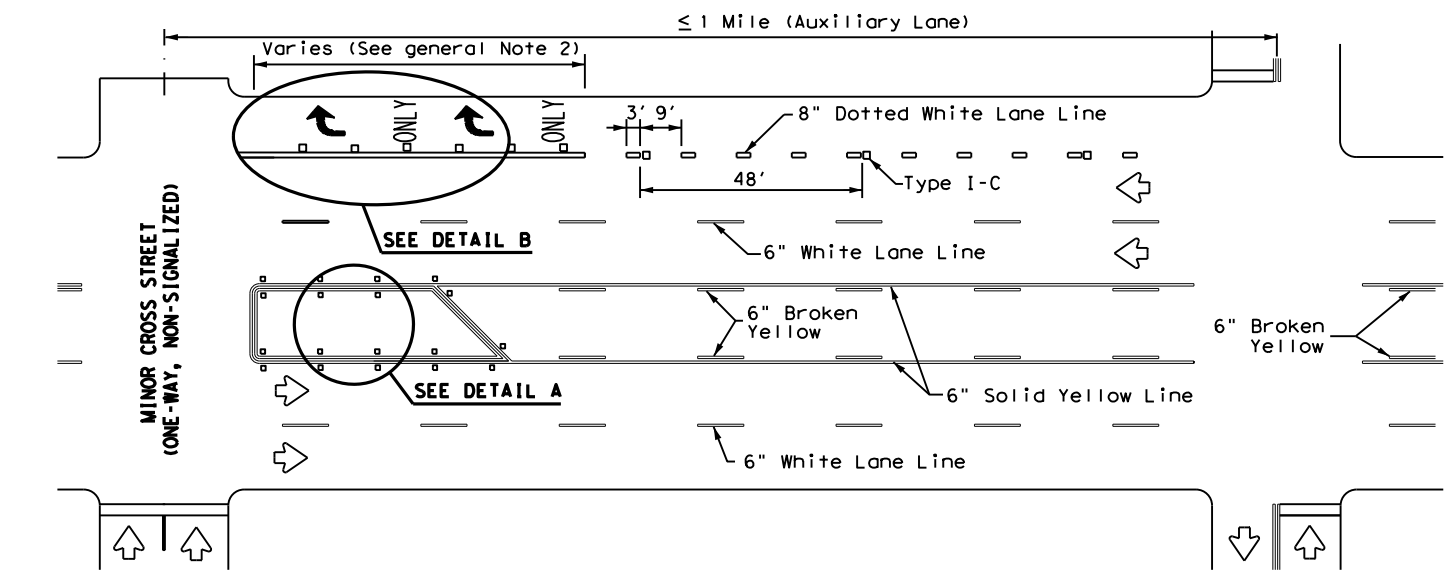 ≤ 1 Mile (Auxiliary Lane)
Varies (See general Note 2)
ONLY
ONLY
3' 9'
8" Dotted White Lane Line
48'
Type I-C
SEE DETAIL B
6" White Lane Line
MINOR CROSS STREET
(ONE-WAY, NON-SIGNALIZED)
6" Broken
Yellow
6" Broken
Yellow
SEE DETAIL A
6" Solid Yellow Line
6" White Lane Line